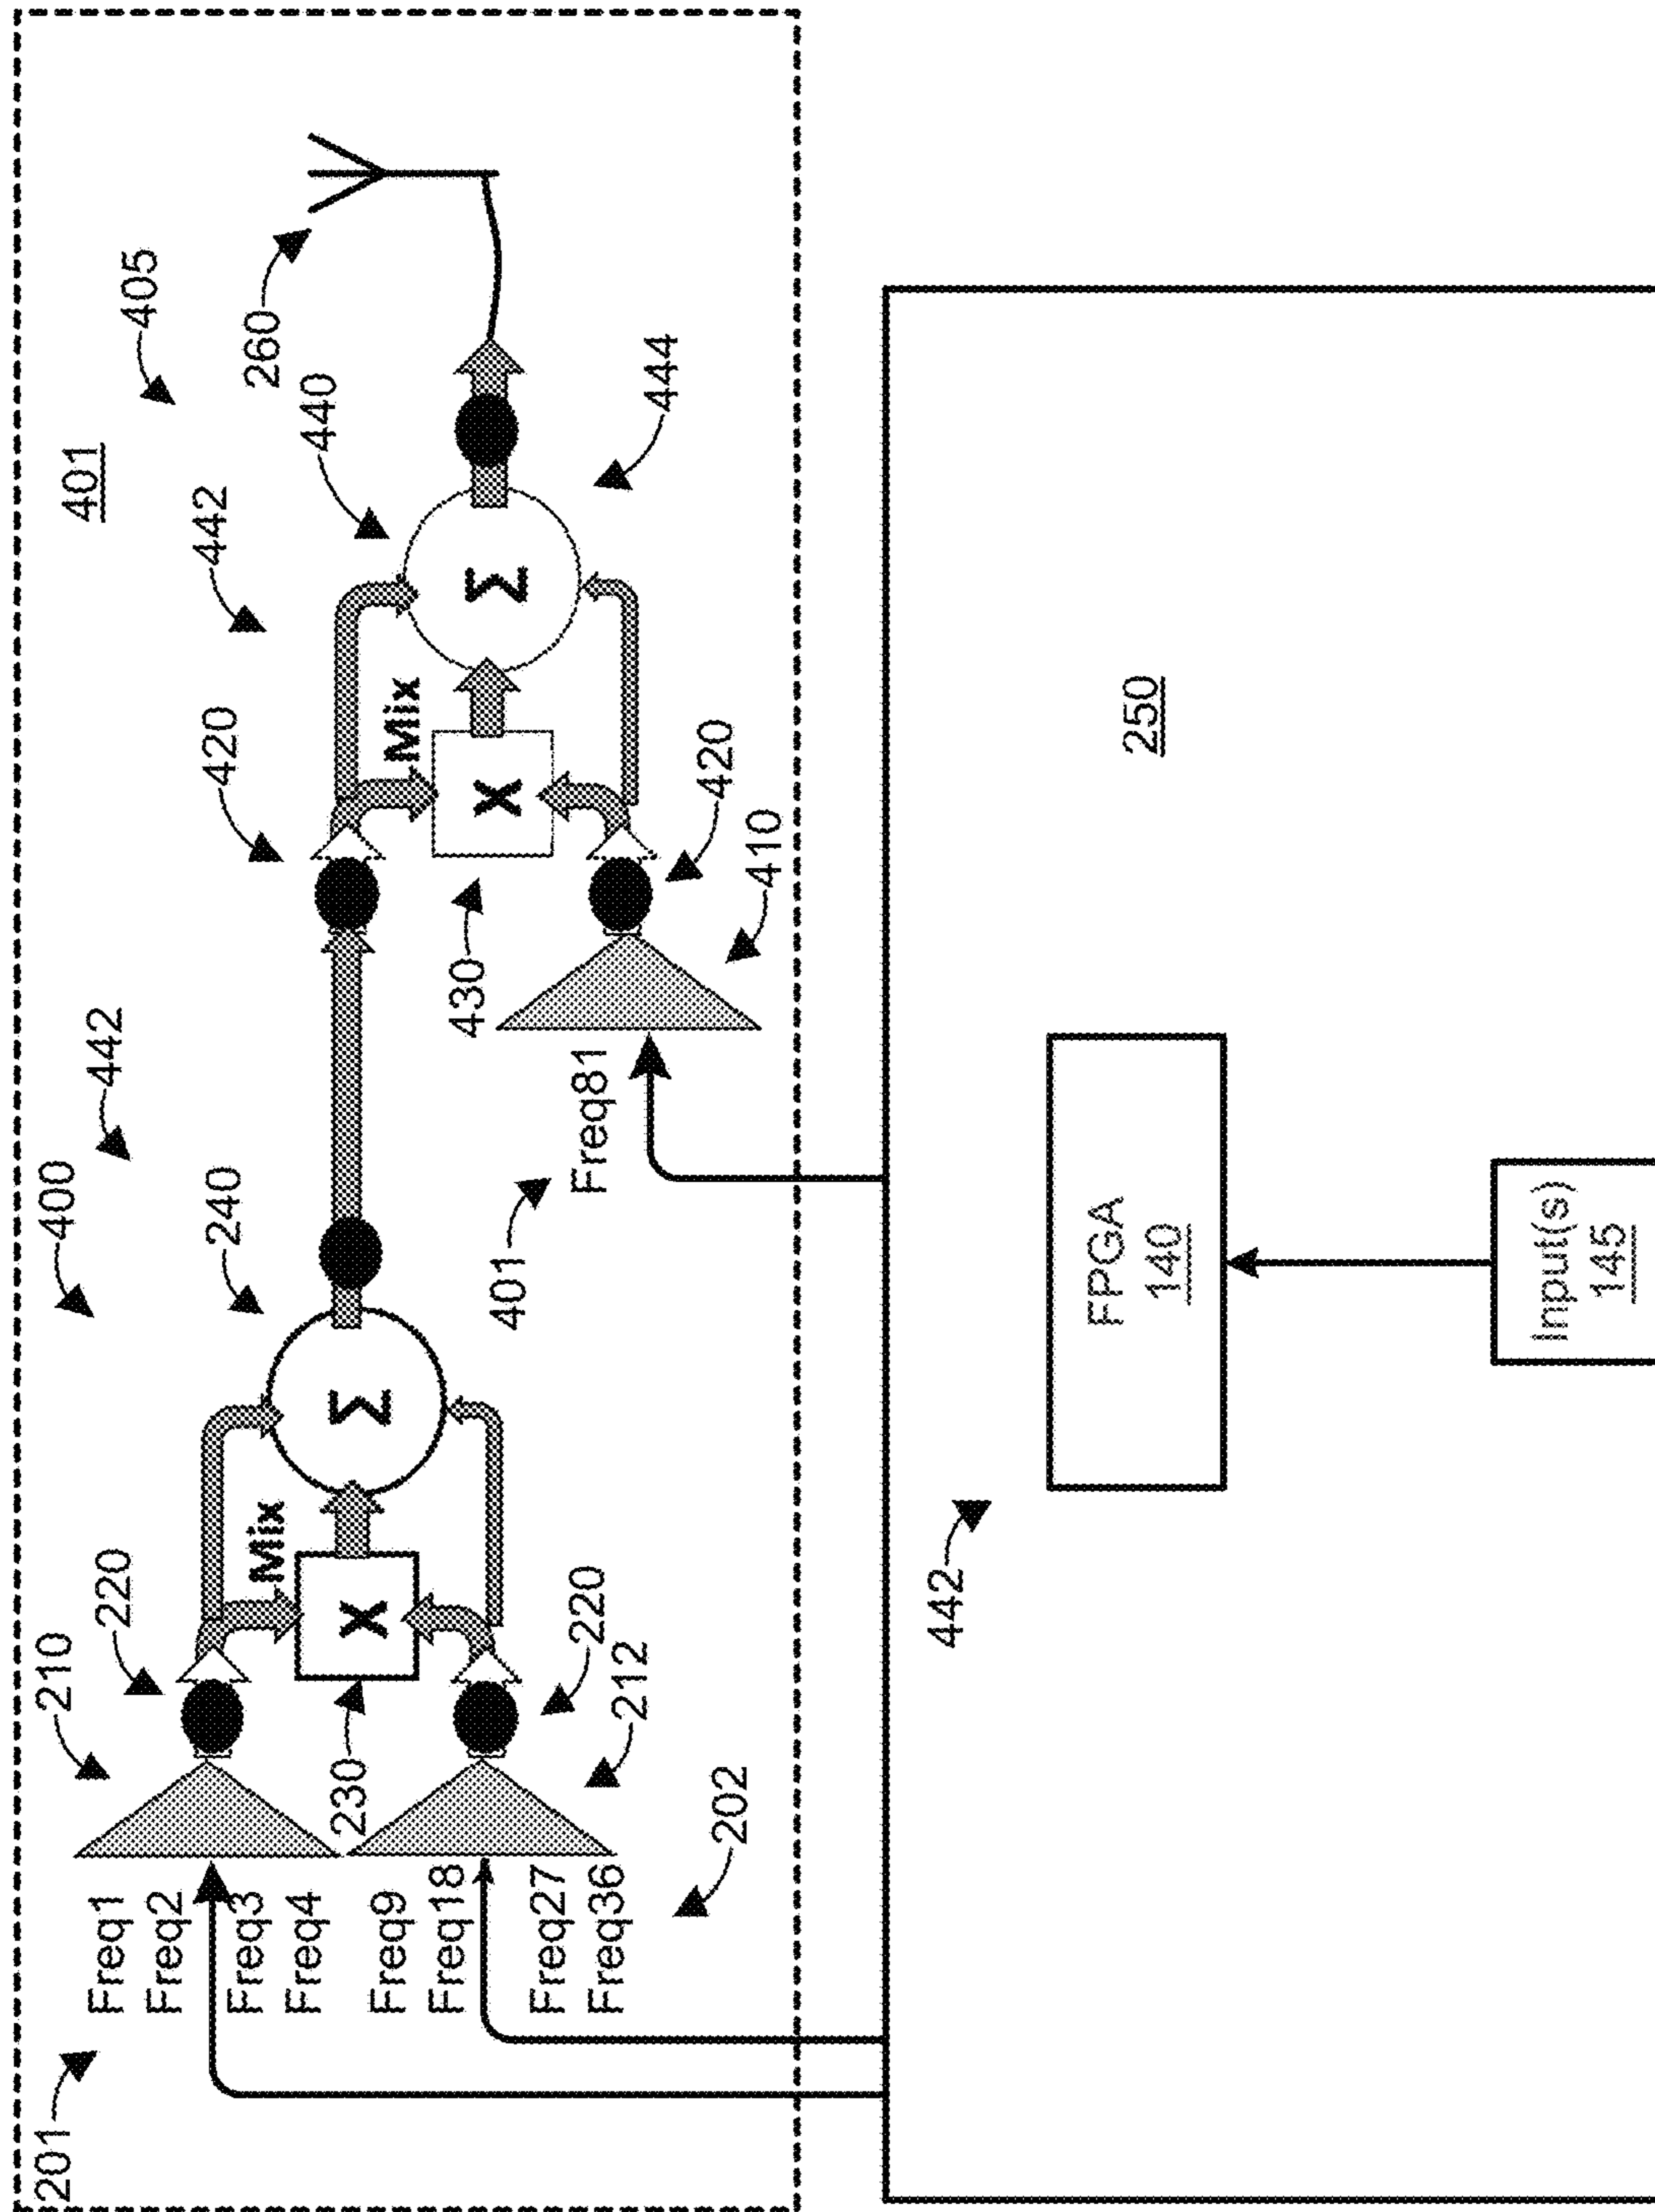 401
405
260
440
442
444
420
Mix
X
Σ
430
420
410
442
400
240
401
Freq81
220
210
Mix
X
Σ
230
220
212
202
201
Freq1
Freq2
Freq3
Freq4
Freq9
Freq18
Freq27
Freq36
250
442
FPGA
140
Input(s)
145